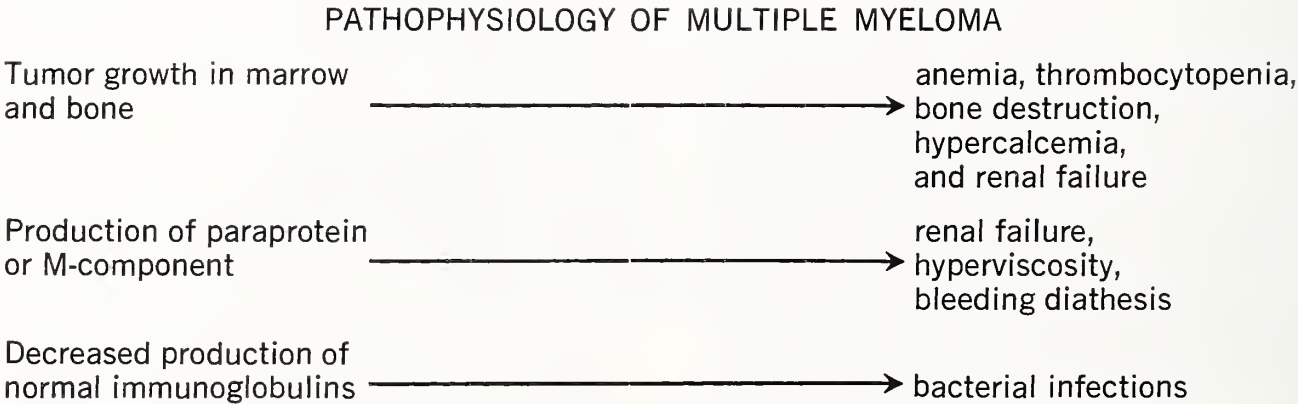 PATHOPHYSIOLOGY OF MULTIPLE MYELOMA
Tumor growth in marrow
and bone
anemia, thrombocytopenia,
bone destruction,
hypercalcemia,
and renal failure
Production of paraprotein
or M-component
renal failure,
hyperviscosity,
bleeding diathesis
Decreased production of
normal immunoglobulins
bacterial infections